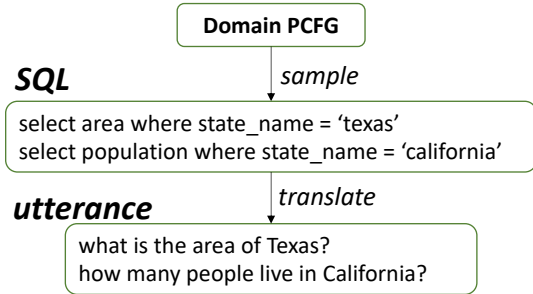 Domain PCFG
SQL
sample
select area where state_name = ‘texas’
select population where state_name = ‘california’
utterance
translate
what is the area of Texas?
how many people live in California?